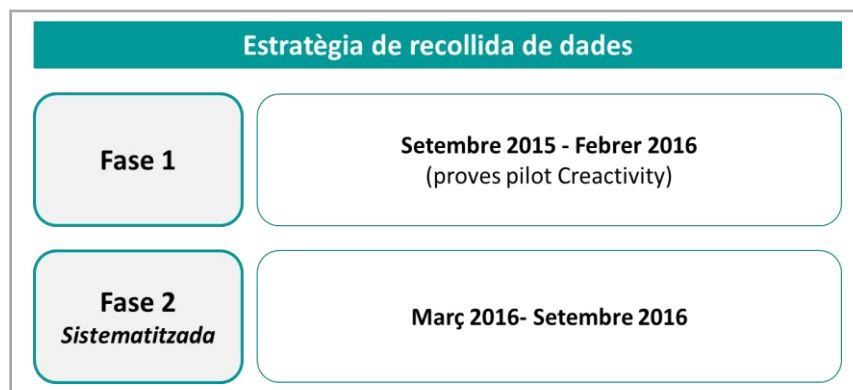 Estratègia de recollida de dades
Fase 1
Setembre 2015 - Febrer 2016
(proves pilot Creactivity)
Fase 2
Sistematitzada
Març 2016- Setembre 2016